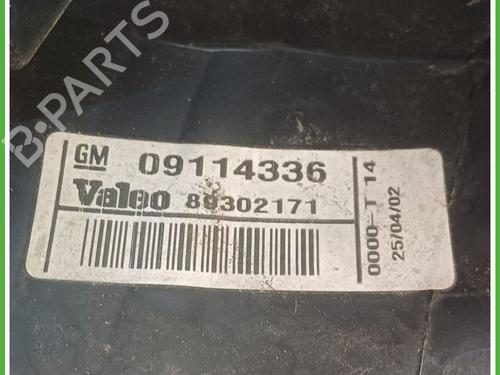 B-PARTS
GM 09114336
Valeo 89302171
0000-T 14
25/04/02